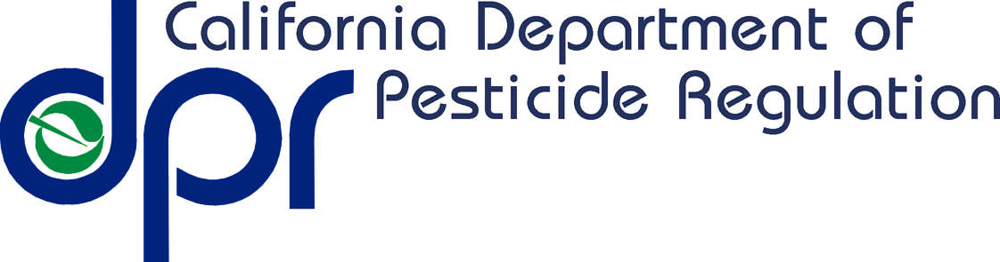 California Department of
Pesticide Regulation
dpr